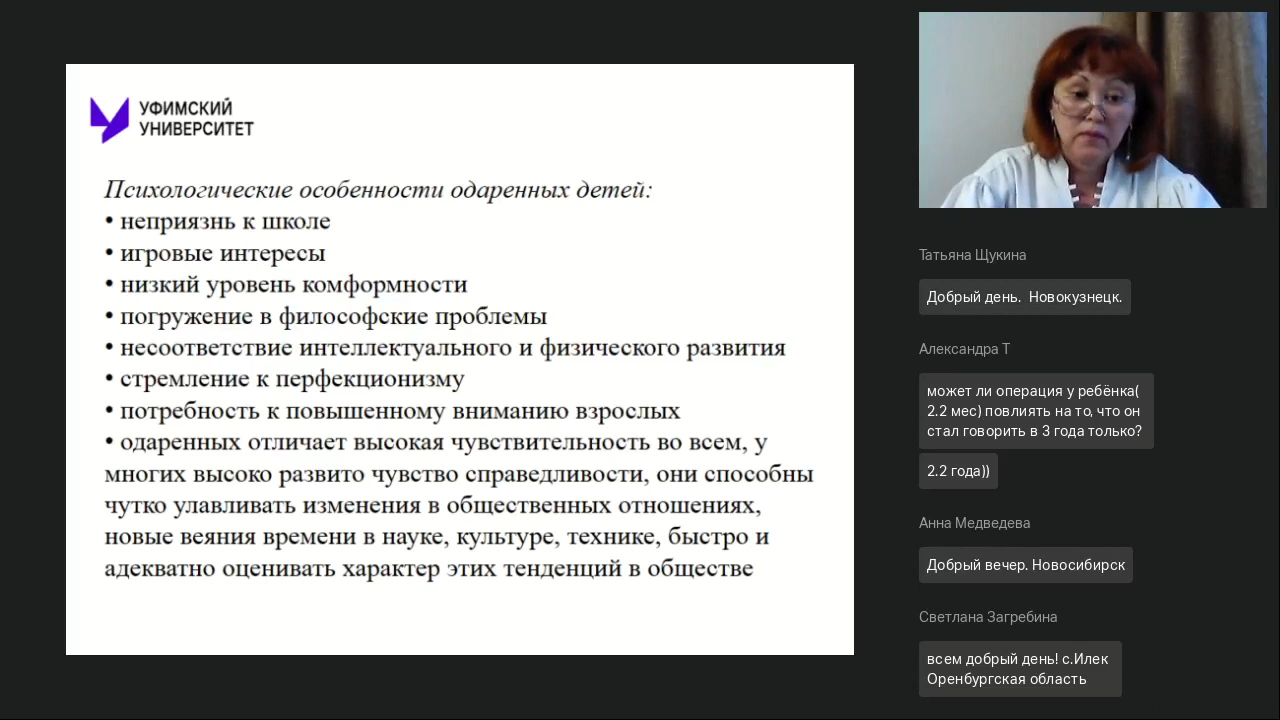 УФИМСКИЙ
УНИВЕРСИТЕТ
Психологические особенности одаренных детей:
• неприязнь к школе
• игровые интересы
• низкий уровень комформности
• погружение в философские проблемы
• несоответствие интеллектуального и физического развития
• стремление к перфекционизму
• потребность к повышенному вниманию взрослых
• одаренных отличает высокая чувствительность во всем, у
многих высоко развито чувство справедливости, они способны
чутко улавливать изменения в общественных отношениях,
новые веяния времени в науке, культуре, технике, быстро и
адекватно оценивать характер этих тенденций в обществе
Татьяна Щукина
Добрый день.  Новокузнецк.
Александра Т
может ли операция у ребёнка(
2.2 мес) повлиять на то, что он
стал говорить в 3 года только?
2.2 года))
Анна Медведева
Добрый вечер. Новосибирск
Светлана Загребина
всем добрый день! с.Илек
Оренбургская область